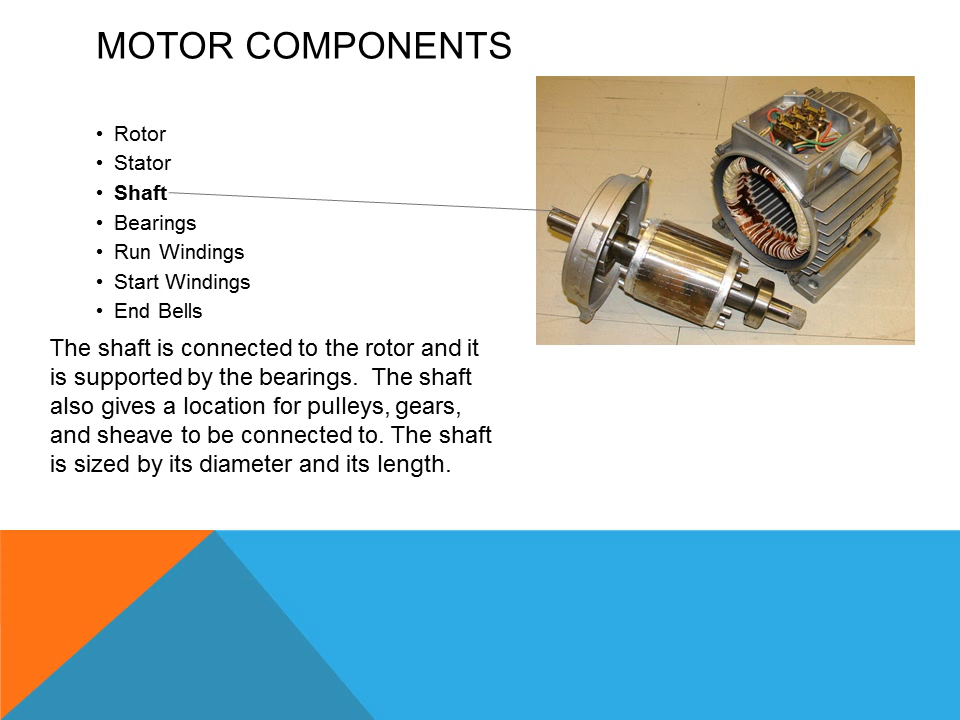 MOTOR COMPONENTS
• Rotor
• Stator
• Shaft
• Bearings
• Run Windings
• Start Windings
• End Bells
The shaft is connected to the rotor and it
is supported by the bearings.  The shaft
also gives a location for pulleys, gears,
and sheave to be connected to. The shaft
is sized by its diameter and its length.